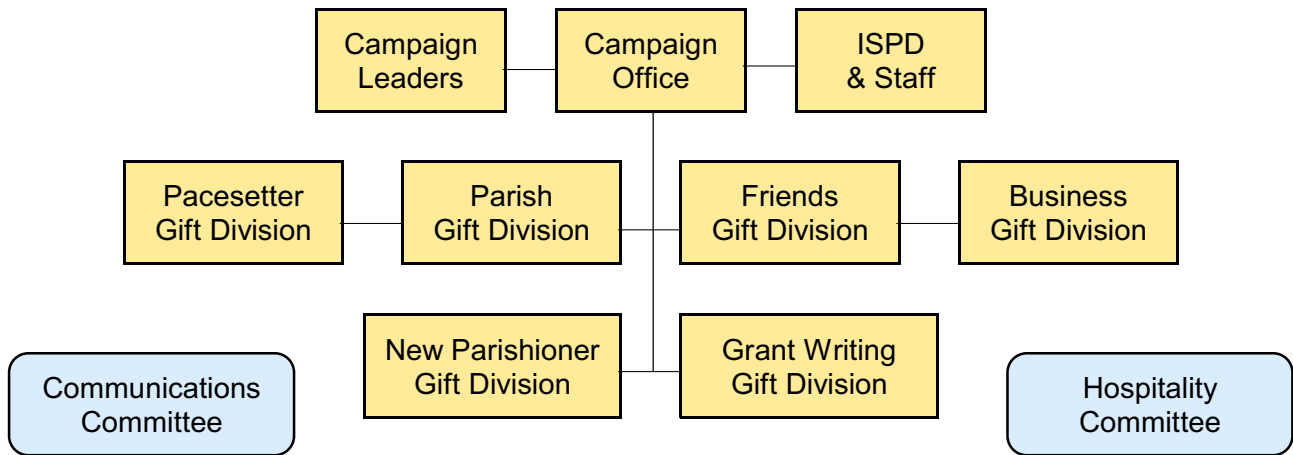 Campaign
Leaders
Campaign
Office
ISPD
& Staff
Pacesetter
Gift Division
Parish
Gift Division
Friends
Gift Division
Business
Gift Division
New Parishioner
Gift Division
Grant Writing
Gift Division
Communications
Committee
Hospitality
Committee